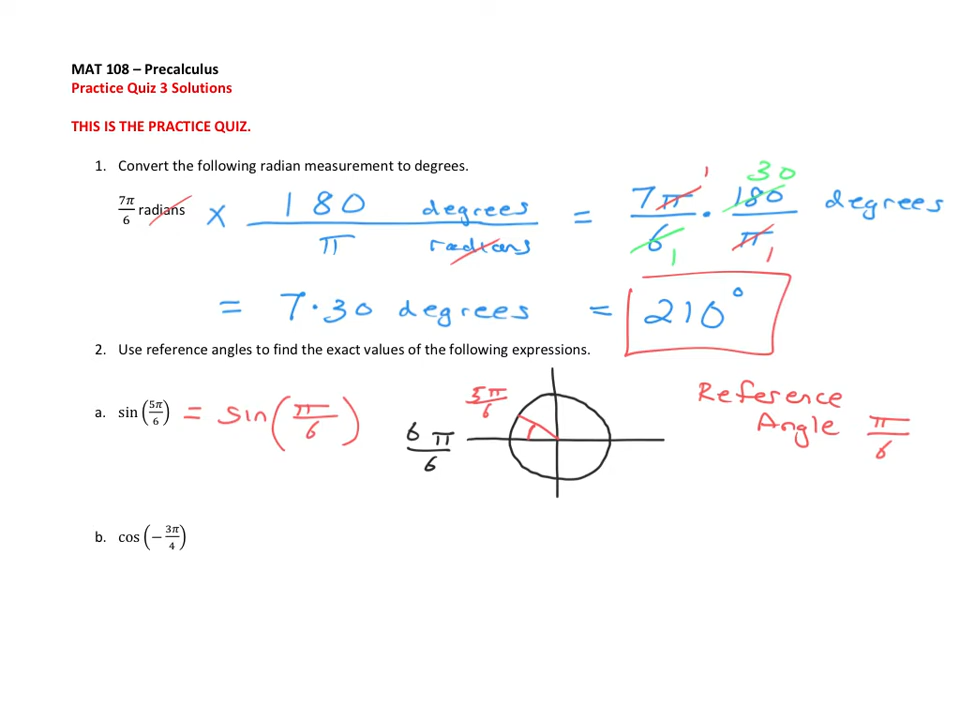 MAT 108 – Precalculus
Practice Quiz 3 Solutions
THIS IS THE PRACTICE QUIZ.
1. Convert the following radian measurement to degrees.
7π/6 radians × 180 degrees / π radians = 7π/6 · 180/π degrees
1 30
1 1
= 7·30 degrees = 210°
2. Use reference angles to find the exact values of the following expressions.
a. sin (5π/6) = sin (π/6) 6π/6 5π/6 Reference Angle π/6
b. cos (−3π/4)